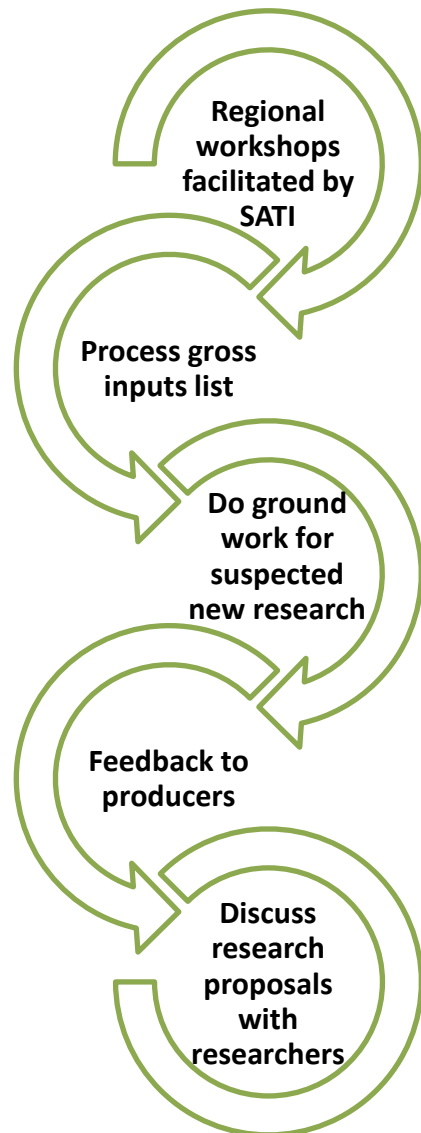 Regional
workshops
facilitated by
SATI
Process gross
inputs list
Do ground
work for
suspected
new research
Feedback to
producers
Discuss
research
proposals
with
researchers